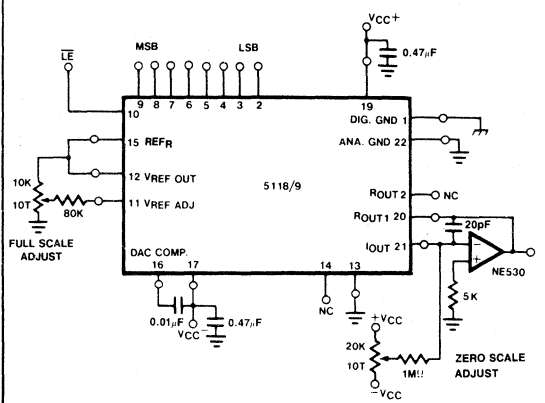 VCC+
0.47µF
LE
MSB
LSB
9 8 7 6 5 4 3 2
19
10
DIG. GND 1
15 REFR
ANA. GND 22
12 VREF OUT
5118/9
10K
10T
80K
11 VREF ADJ
ROUT 2
NC
ROUT 1 20
20pF
FULL SCALE
ADJUST
IOUT 21
−
+
NE530
DAC COMP.
16 17
14
13
5K
0.01µF
VCC−
0.47µF
NC
+VCC
20K
10T
1MΩ
ZERO SCALE
ADJUST
−VCC